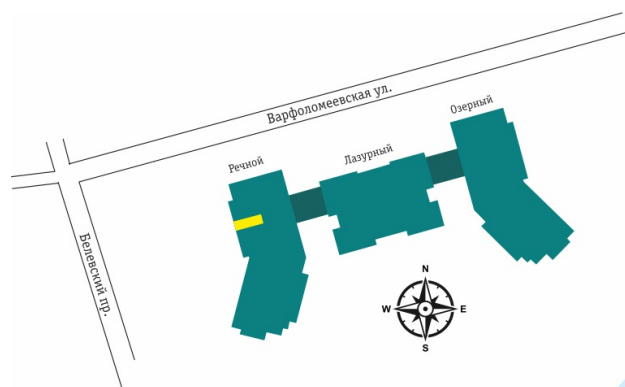 Варфоломеевская ул.
Озерный
Лазурный
Речной
Белевский пр.
N
W
E
S